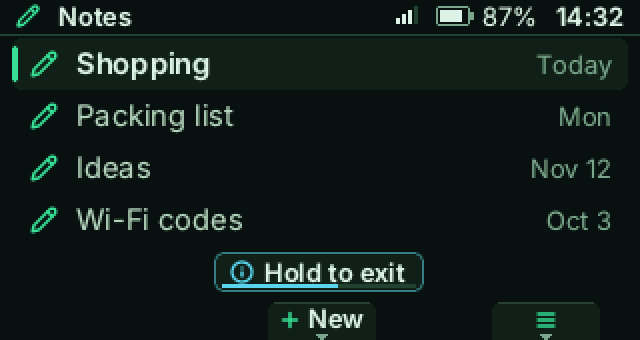 Notes 87% 14:32
Shopping Today
Packing list Mon
Ideas Nov 12
Wi-Fi codes Oct 3
Hold to exit
+ New